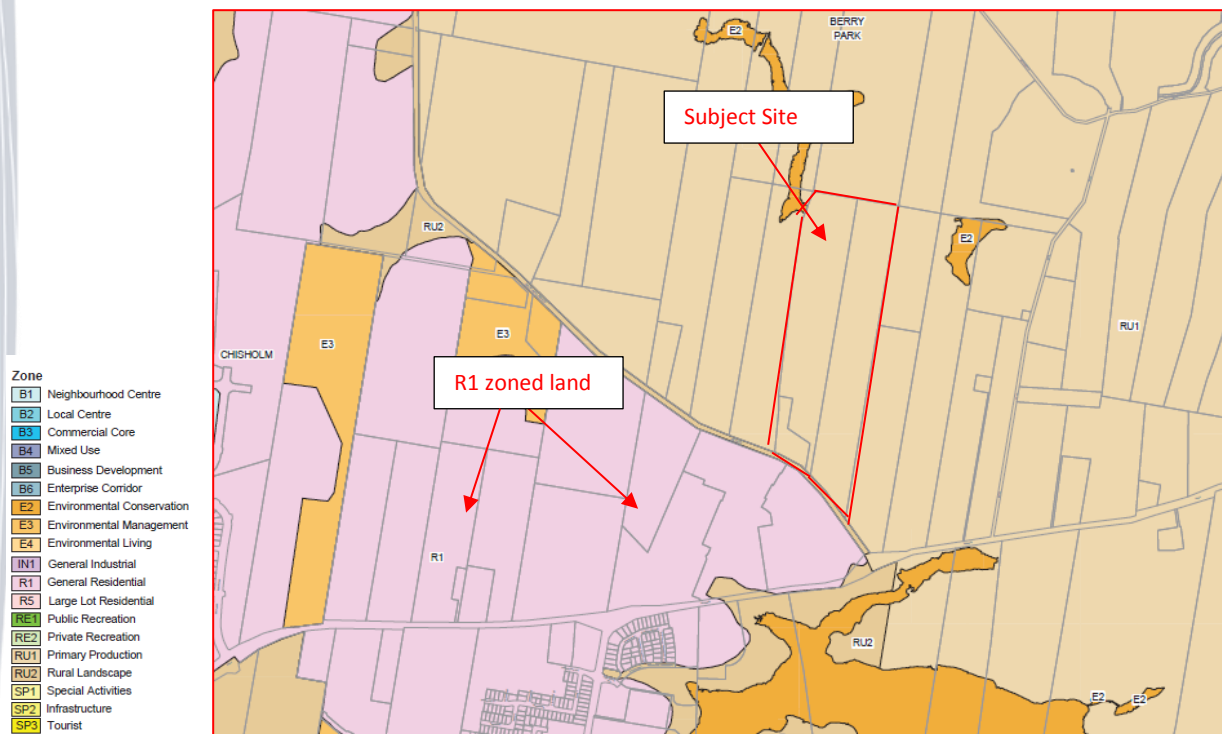 BERRY
PARK
E2
Subject Site
RU2
E2
RU1
E3
E3
CHISHOLM
R1 zoned land
R1
RU2
E2
E2
Zone
B1 Neighbourhood Centre
B2 Local Centre
B3 Commercial Core
B4 Mixed Use
B5 Business Development
B6 Enterprise Corridor
E2 Environmental Conservation
E3 Environmental Management
E4 Environmental Living
IN1 General Industrial
R1 General Residential
R5 Large Lot Residential
RE1 Public Recreation
RE2 Private Recreation
RU1 Primary Production
RU2 Rural Landscape
SP1 Special Activities
SP2 Infrastructure
SP3 Tourist